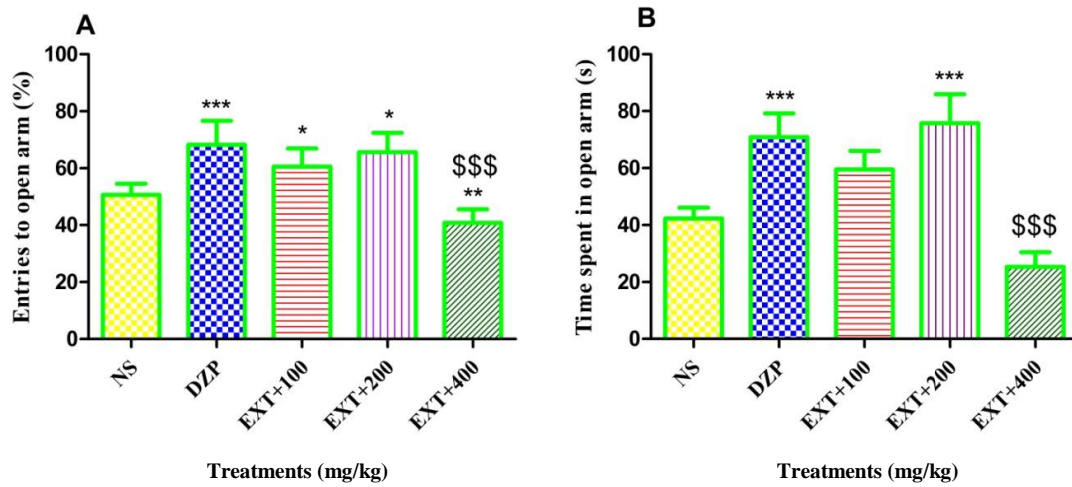 A
Entries to open arm (%)
100
80
60
40
20
0
***
*
*
$$$
**
NS
DZP
EXT+100
EXT+200
EXT+400
Treatments (mg/kg)
B
Time spent in open arm (s)
100
80
60
40
20
0
***
***
$$$
NS
DZP
EXT+100
EXT+200
EXT+400
Treatments (mg/kg)